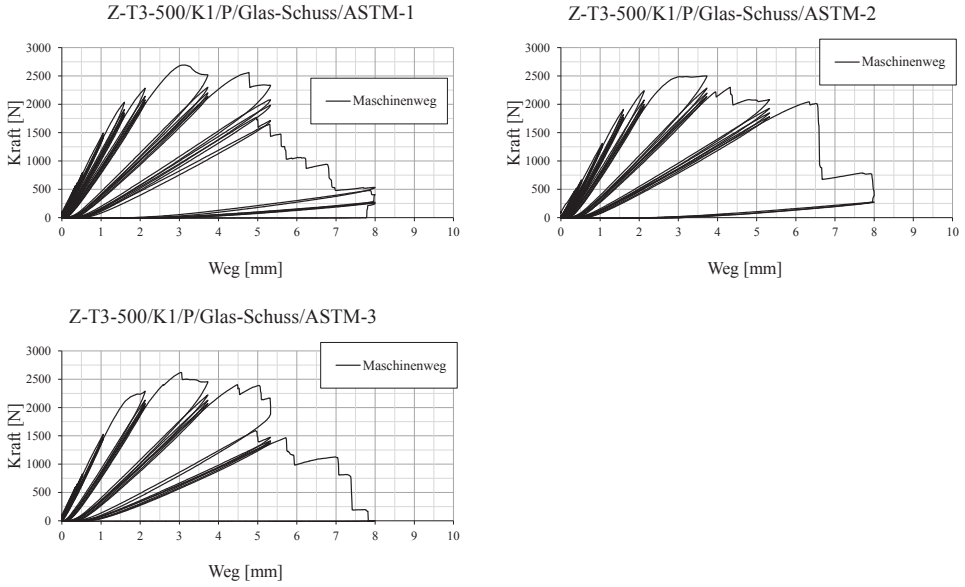 Z-T3-500/K1/P/Glas-Schuss/ASTM-1
3000
2500
2000
1500
1000
500
0
Kraft [N]
Maschinenweg
0 1 2 3 4 5 6 7 8 9 10
Weg [mm]
Z-T3-500/K1/P/Glas-Schuss/ASTM-2
3000
2500
2000
1500
1000
500
0
Kraft [N]
Maschinenweg
0 1 2 3 4 5 6 7 8 9 10
Weg [mm]
Z-T3-500/K1/P/Glas-Schuss/ASTM-3
3000
2500
2000
1500
1000
500
0
Kraft [N]
Maschinenweg
0 1 2 3 4 5 6 7 8 9 10
Weg [mm]